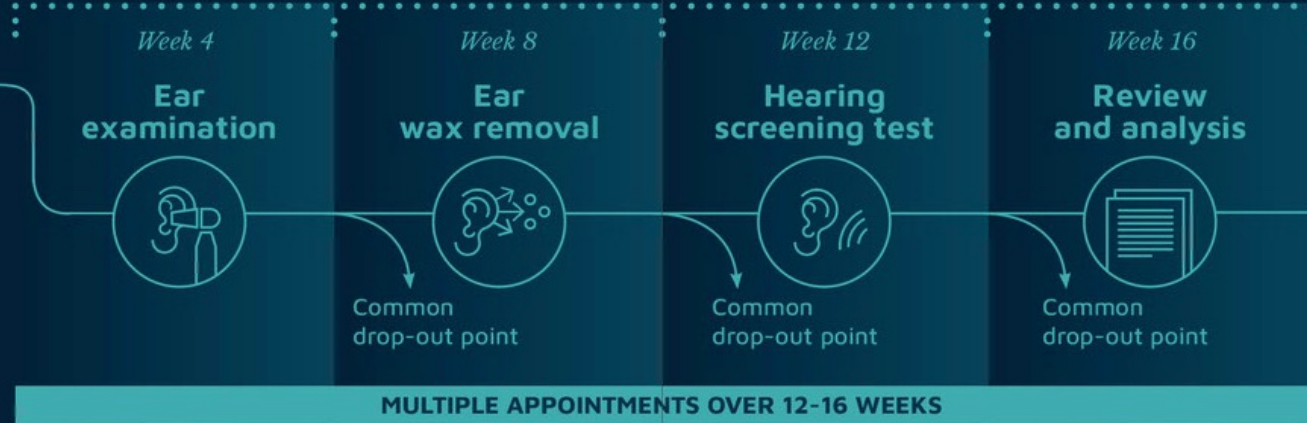 Week 4
Ear
examination
Week 8
Ear
wax removal
Common
drop-out point
Week 12
Hearing
screening test
Common
drop-out point
Week 16
Review
and analysis
Common
drop-out point
MULTIPLE APPOINTMENTS OVER 12-16 WEEKS